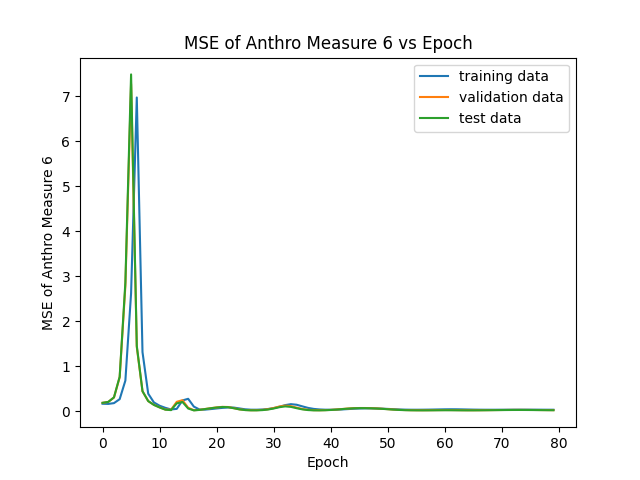 MSE of Anthro Measure 6 vs Epoch
training data
validation data
test data
MSE of Anthro Measure 6
7
6
5
4
3
2
1
0
0 10 20 30 40 50 60 70 80
Epoch